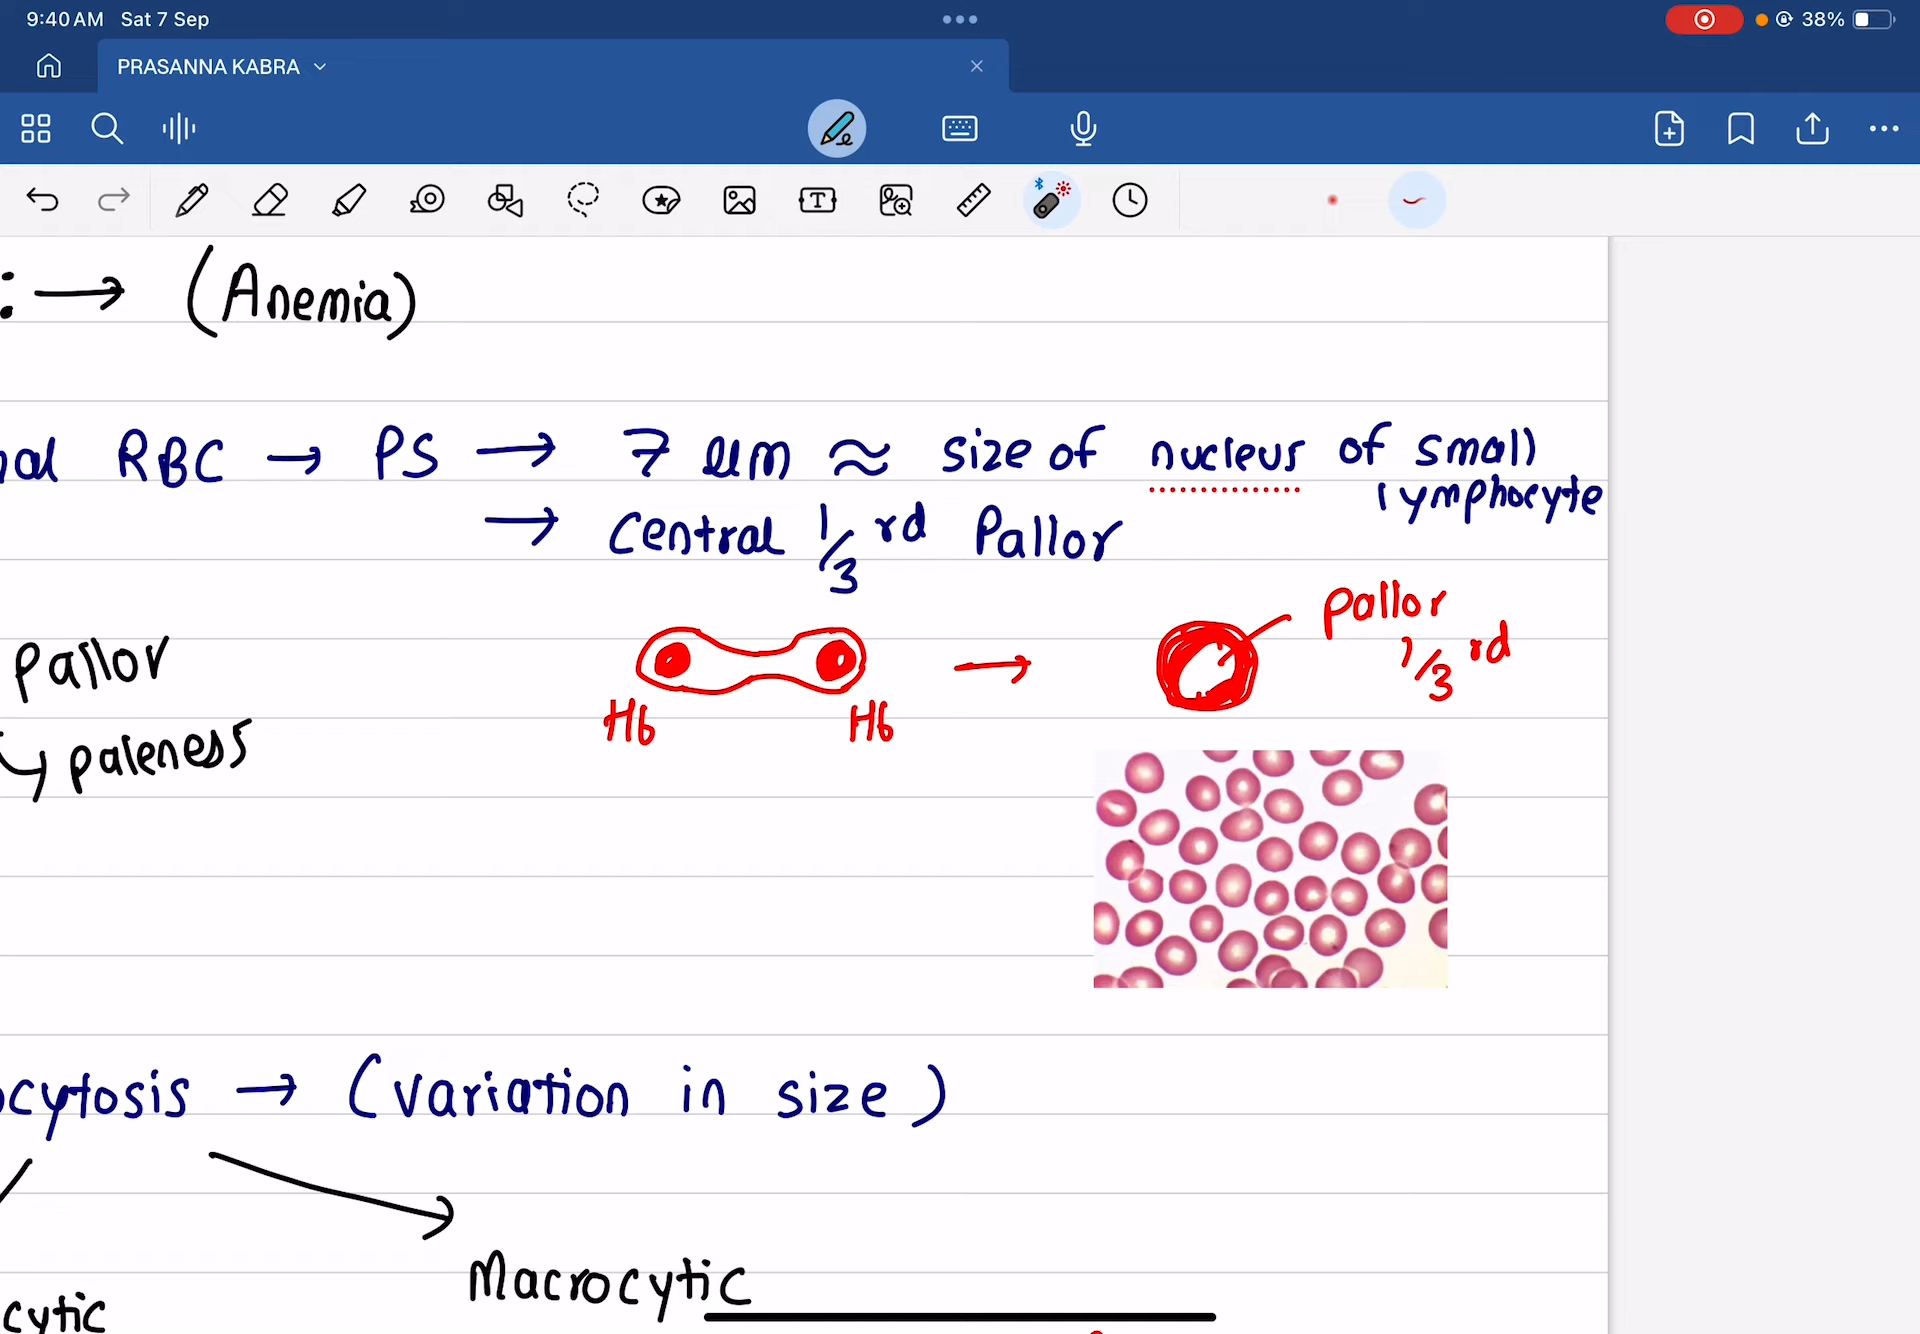 9:40 AM Sat 7 Sep
38%
PRASANNA KABRA
: → (Anemia)
nal RBC → PS → 7 um ≈ size of nucleus of small lymphocyte
→ Central 1/3 rd Pallor
Pallor
paleness
Hb Hb
→
pallor
1/3 rd
ocytosis → (variation in size)
Macrocytic
cytic